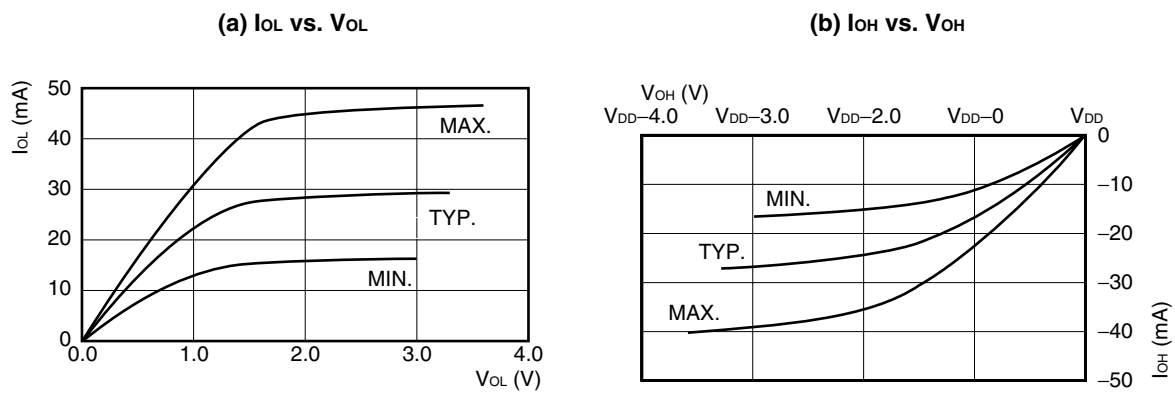 (a) IOL vs. VOL
IOL (mA)
50
40
30
20
10
0
MAX.
TYP.
MIN.
0.0 1.0 2.0 3.0 4.0
VOL (V)
(b) IOH vs. VOH
VOH (V)
VDD–4.0 VDD–3.0 VDD–2.0 VDD–0 VDD
0
–10
–20
–30
–40
–50
MIN.
TYP.
MAX.
IOH (mA)